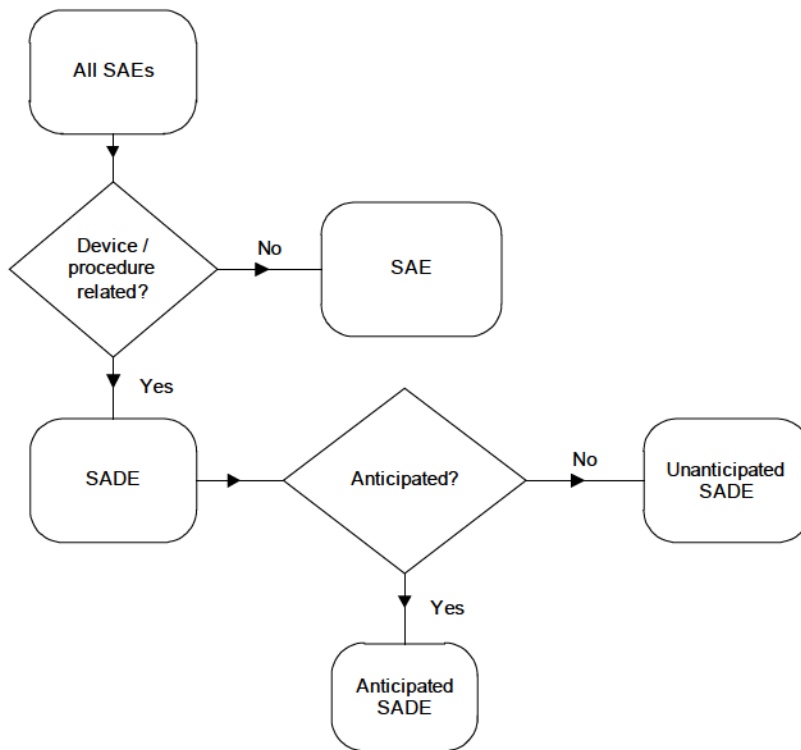 All SAEs
Device /
procedure
related?
No
SAE
Yes
SADE
Anticipated?
No
Unanticipated
SADE
Yes
Anticipated
SADE